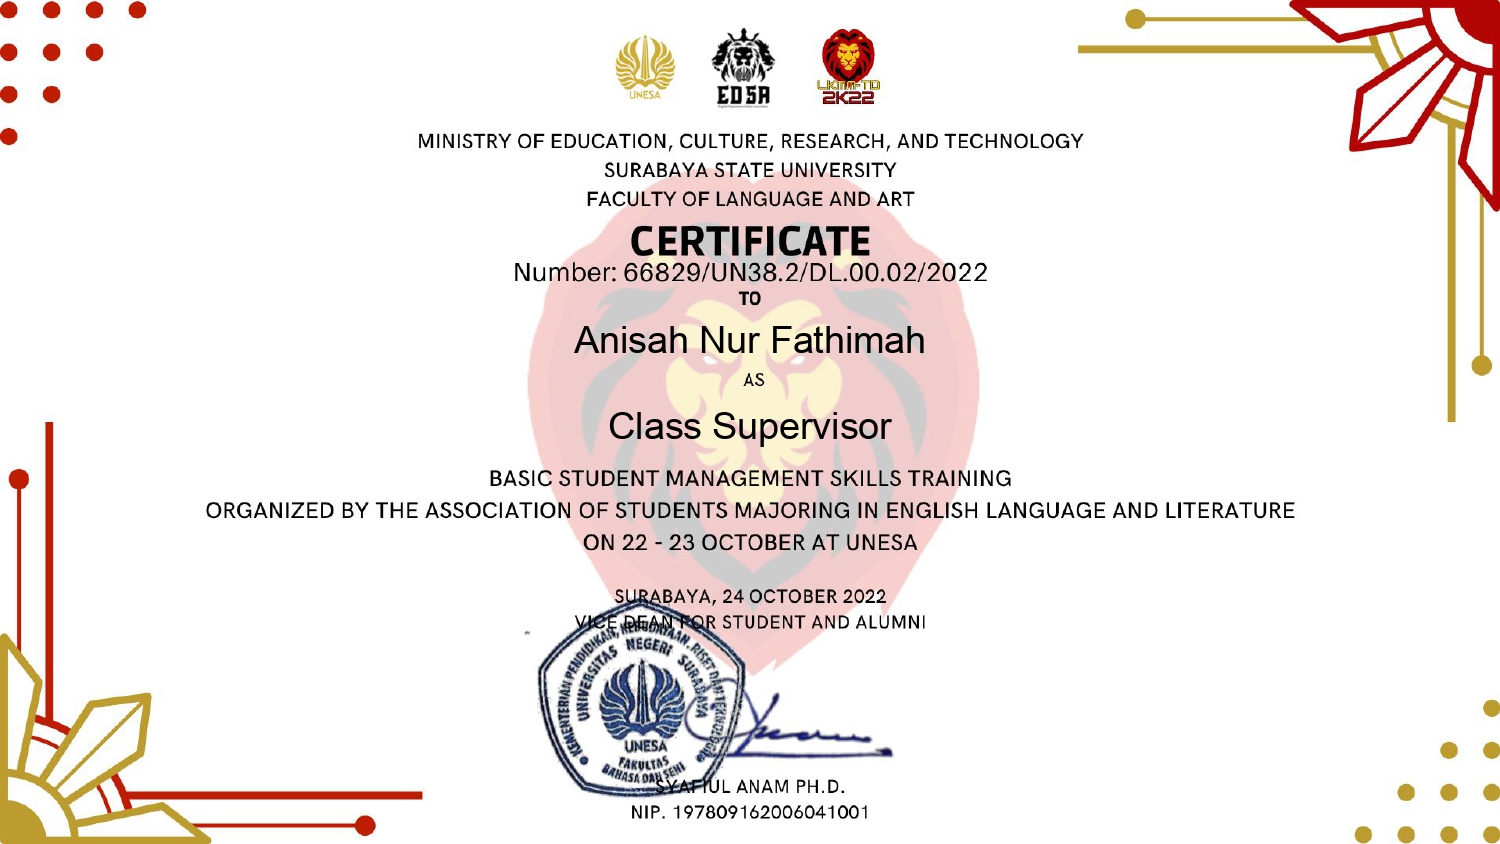 UNESA
EDSA
LKMM-TD
2K22
MINISTRY OF EDUCATION, CULTURE, RESEARCH, AND TECHNOLOGY
SURABAYA STATE UNIVERSITY
FACULTY OF LANGUAGE AND ART
CERTIFICATE
Number: 66829/UN38.2/DL.00.02/2022
TO
Anisah Nur Fathimah
AS
Class Supervisor
BASIC STUDENT MANAGEMENT SKILLS TRAINING
ORGANIZED BY THE ASSOCIATION OF STUDENTS MAJORING IN ENGLISH LANGUAGE AND LITERATURE
ON 22 - 23 OCTOBER AT UNESA
SURABAYA, 24 OCTOBER 2022
VICE DEAN FOR STUDENT AND ALUMNI
KEMENTERIAN PENDIDIKAN, KEBUDAYAAN, RISET DAN TEKNOLOGI
UNIVERSITAS NEGERI SURABAYA
UNESA
FAKULTAS
BAHASA DAN SENI
SYAFIUL ANAM PH.D.
NIP. 197809162006041001